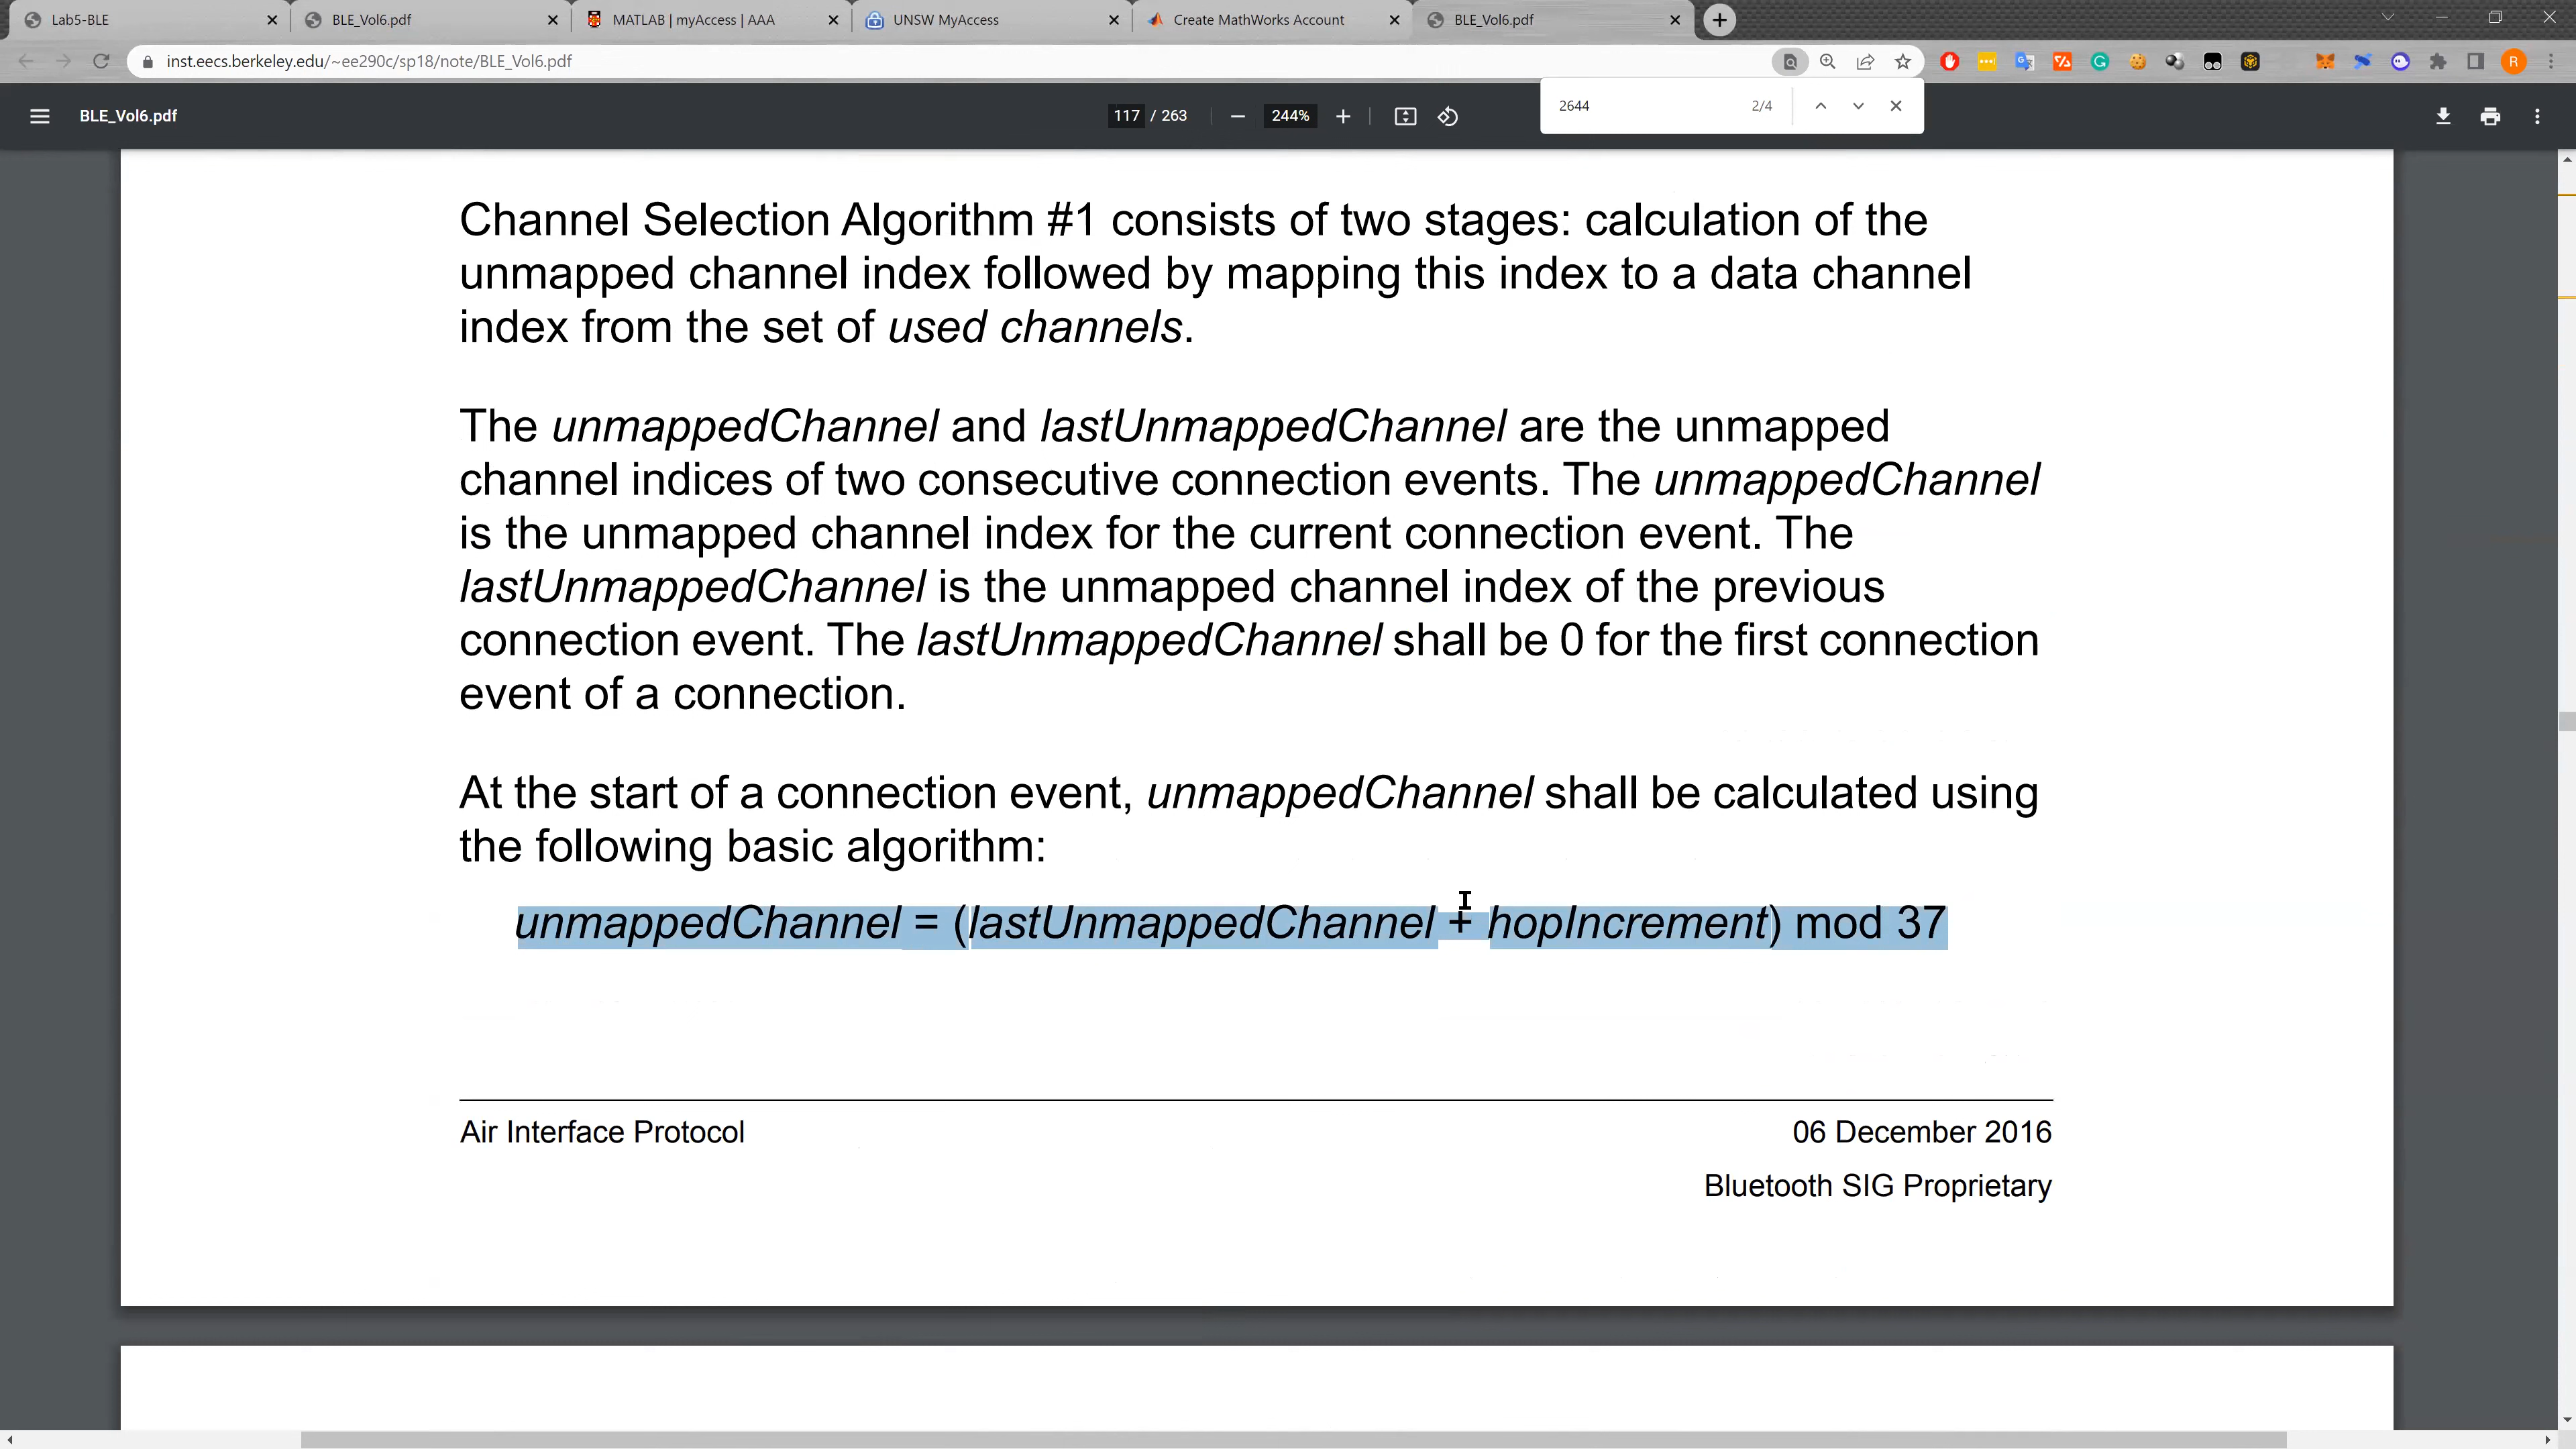 Lab5-BLE
BLE_Vol6.pdf
MATLAB | myAccess | AAA
UNSW MyAccess
Create MathWorks Account
BLE_Vol6.pdf
inst.eecs.berkeley.edu/~ee290c/sp18/note/BLE_Vol6.pdf
R
BLE_Vol6.pdf
117 / 263
244%
2644
2/4
Channel Selection Algorithm #1 consists of two stages: calculation of the
unmapped channel index followed by mapping this index to a data channel
index from the set of used channels.
The unmappedChannel and lastUnmappedChannel are the unmapped
channel indices of two consecutive connection events. The unmappedChannel
is the unmapped channel index for the current connection event. The
lastUnmappedChannel is the unmapped channel index of the previous
connection event. The lastUnmappedChannel shall be 0 for the first connection
event of a connection.
At the start of a connection event, unmappedChannel shall be calculated using
the following basic algorithm:
unmappedChannel = (lastUnmappedChannel + hopIncrement) mod 37
Air Interface Protocol
06 December 2016
Bluetooth SIG Proprietary